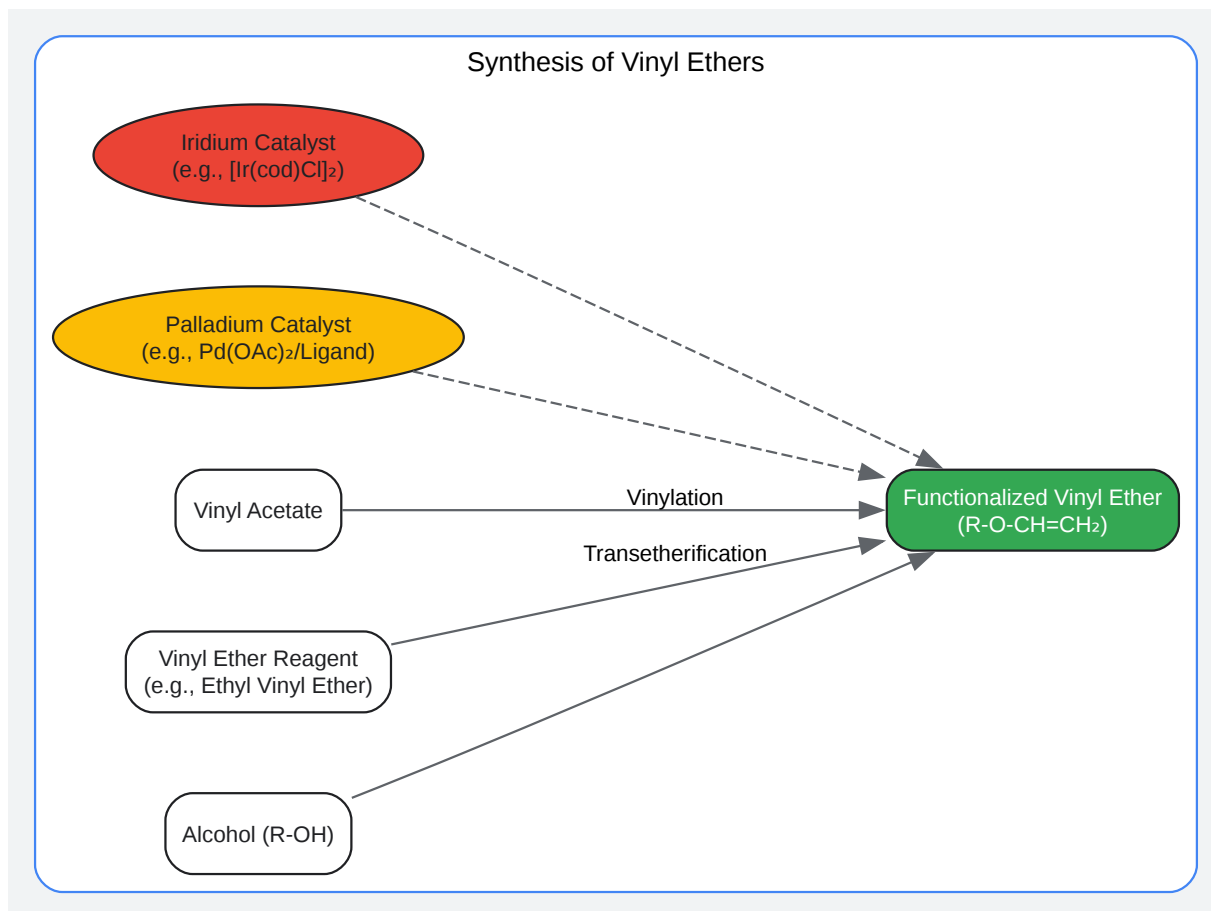 Synthesis of Vinyl Ethers
Iridium Catalyst
(e.g., [Ir(cod)Cl]₂)
Palladium Catalyst
(e.g., Pd(OAc)₂/Ligand)
Vinyl Acetate
Vinylation
Functionalized Vinyl Ether
(R-O-CH=CH₂)
Transetherification
Vinyl Ether Reagent
(e.g., Ethyl Vinyl Ether)
Alcohol (R-OH)